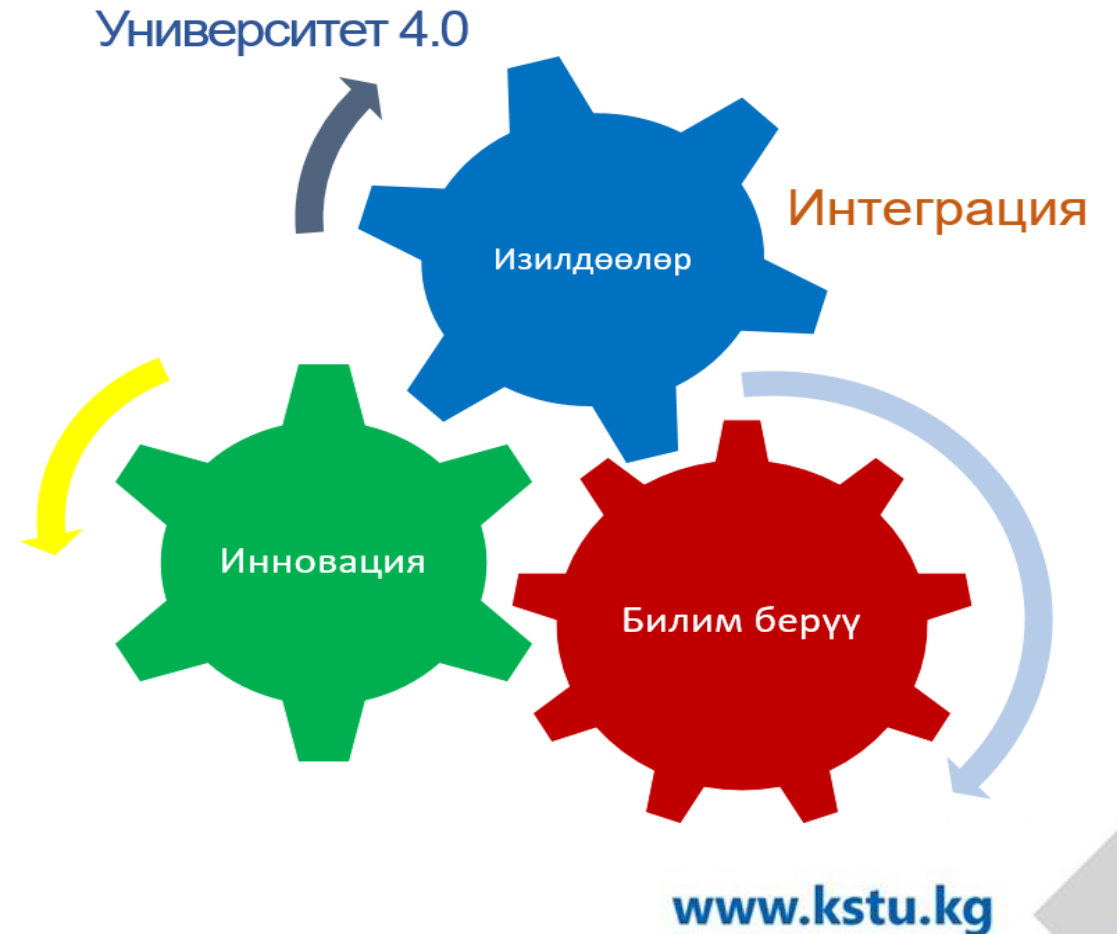 Университет 4.0
Интеграция
Изилдөөлөр
Инновация
Билим берүү
www.kstu.kg